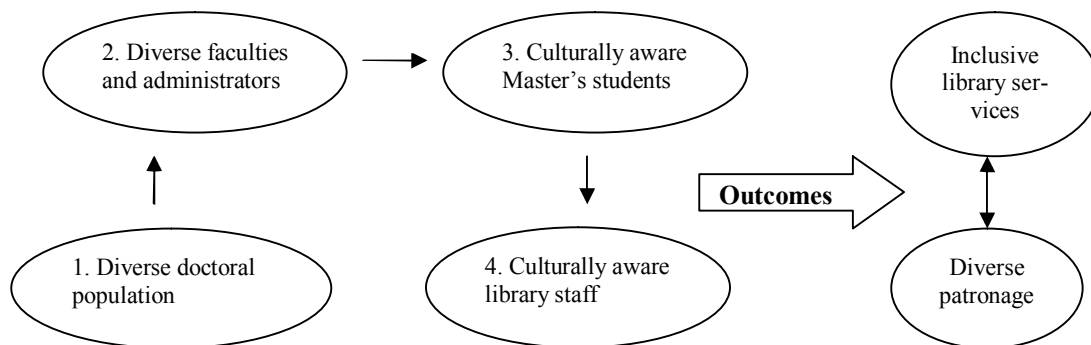 2. Diverse faculties
and administrators
3. Culturally aware
Master's students
Inclusive
library ser-
vices
Outcomes
1. Diverse doctoral
population
4. Culturally aware
library staff
Diverse
patronage